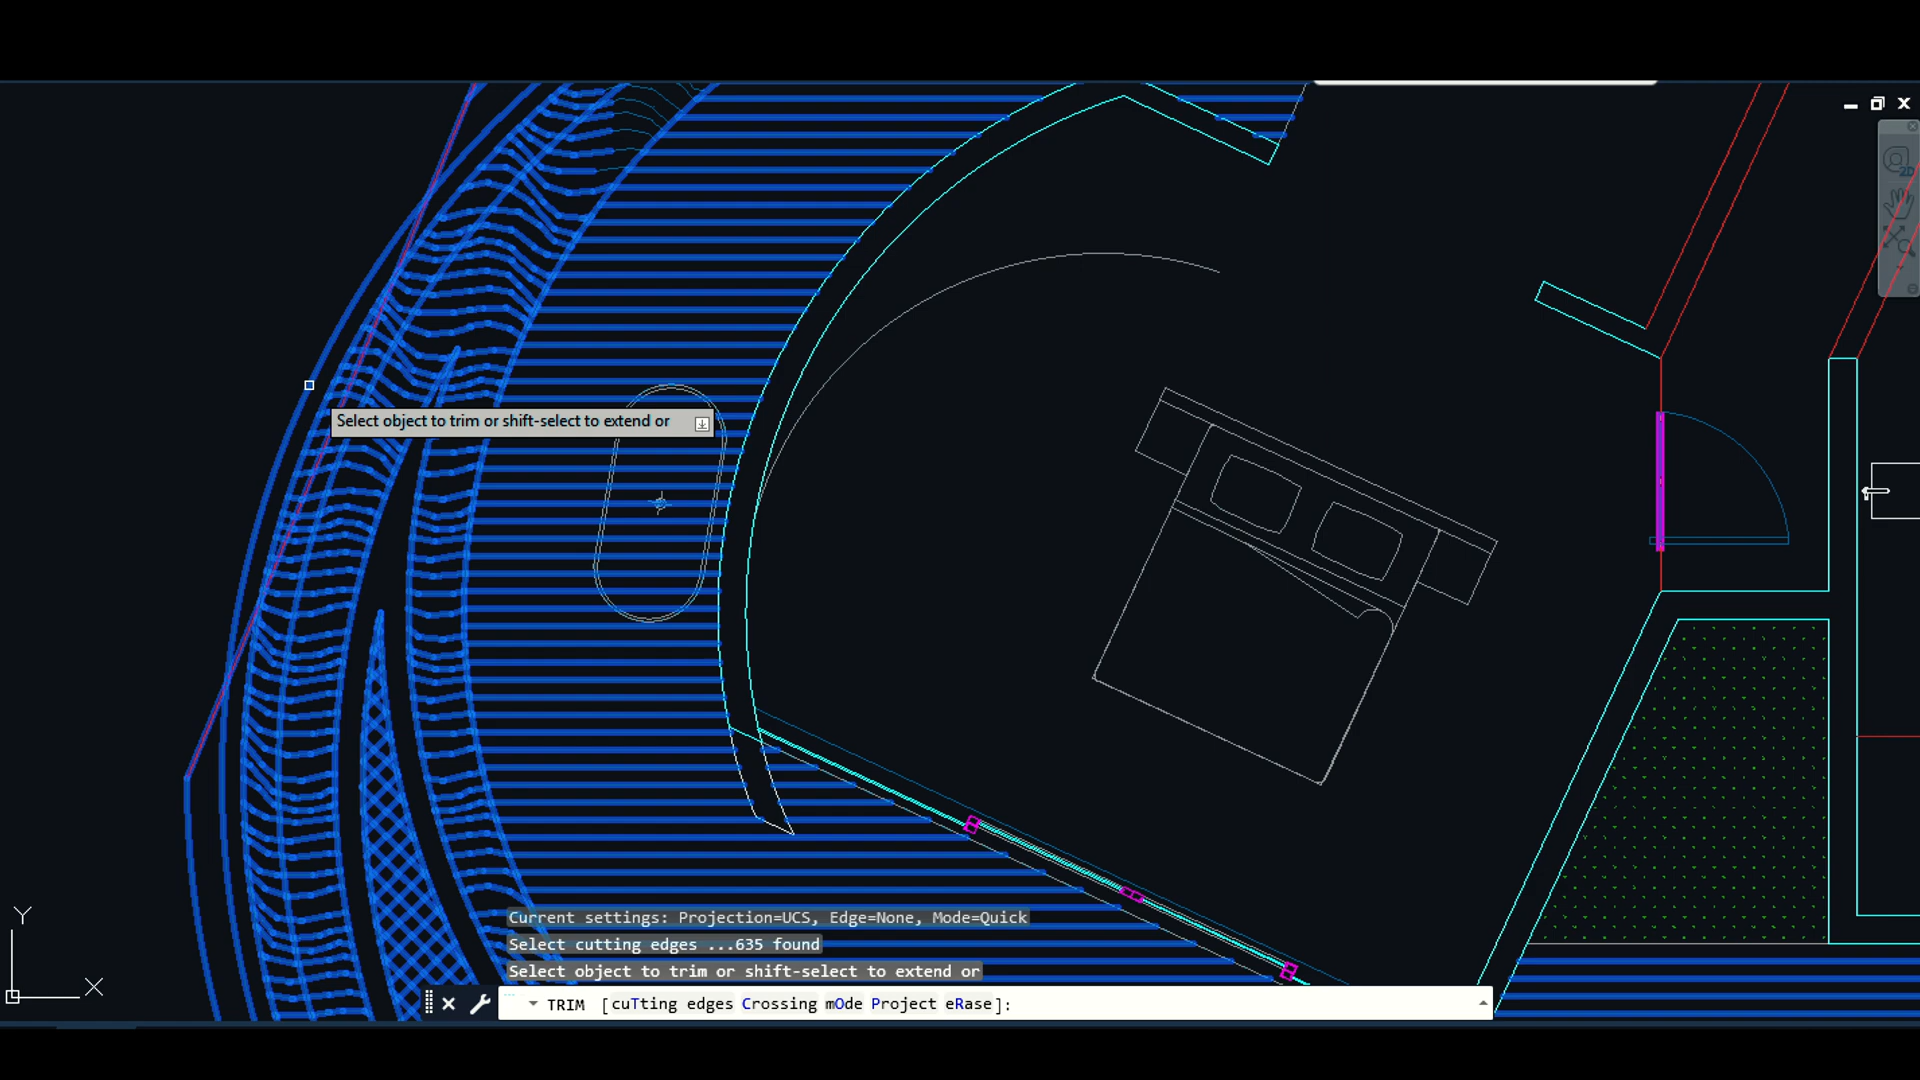 2D
Select object to trim or shift-select to extend or
Y
X
Current settings: Projection=UCS, Edge=None, Mode=Quick
Select cutting edges ...635 found
Select object to trim or shift-select to extend or
TRIM [cuTting edges Crossing mOde Project eRase]: